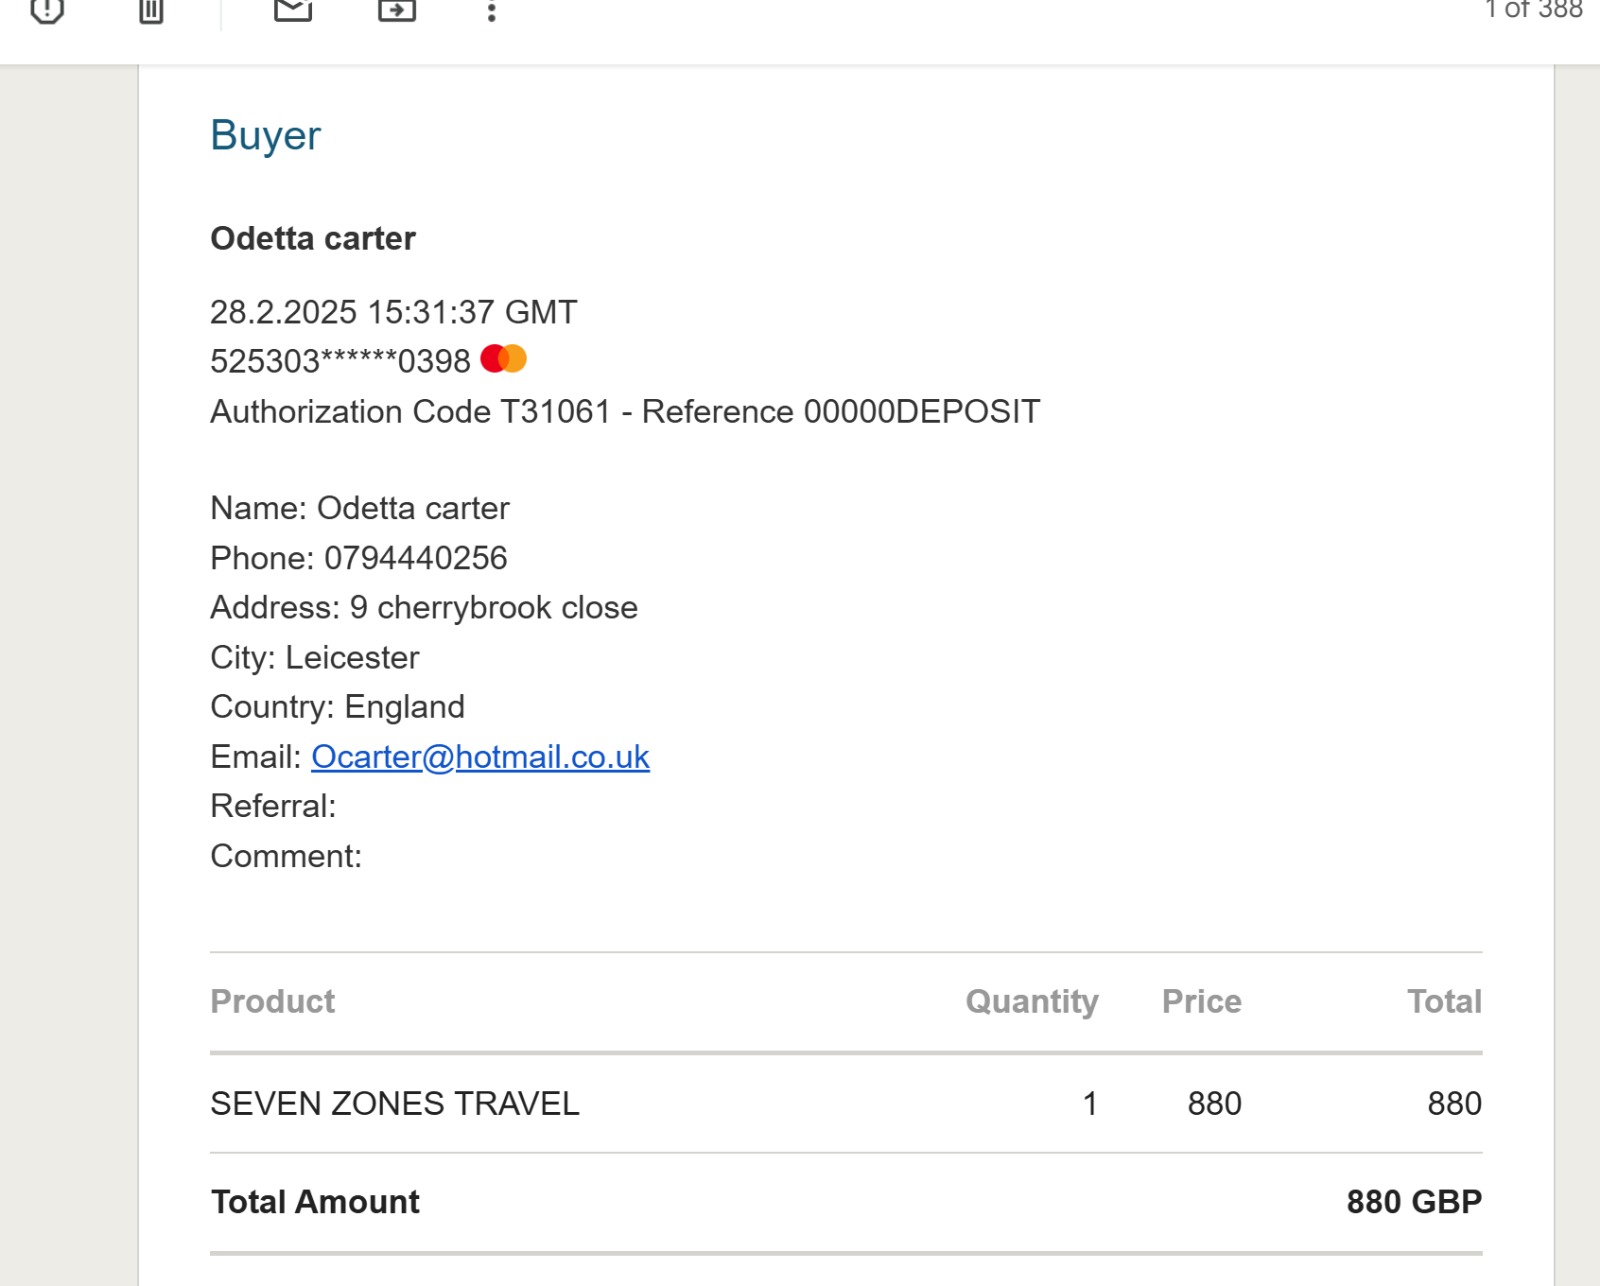 1 of 388
Buyer
Odetta carter
28.2.2025 15:31:37 GMT
525303******0398
Authorization Code T31061 - Reference 00000DEPOSIT
Name: Odetta carter
Phone: 0794440256
Address: 9 cherrybrook close
City: Leicester
Country: England
Email: Ocarter@hotmail.co.uk
Referral:
Comment:
Product Quantity Price Total
SEVEN ZONES TRAVEL 1 880 880
Total Amount 880 GBP